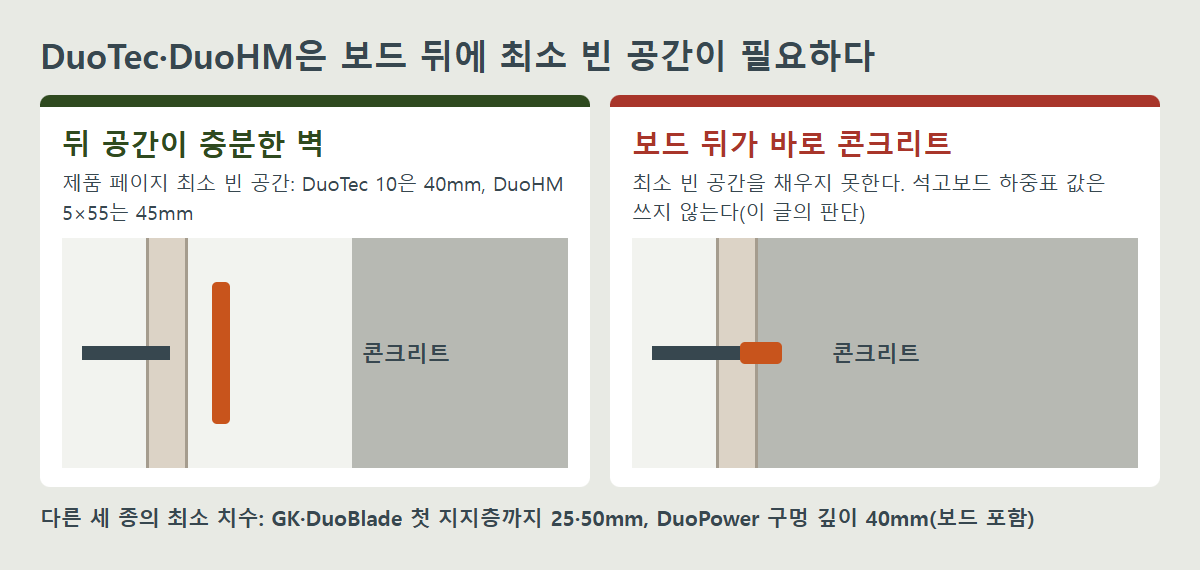 DuoTec·DuoHM은 보드 뒤에 최소 빈 공간이 필요하다
뒤 공간이 충분한 벽
제품 페이지 최소 빈 공간: DuoTec 10은 40mm, DuoHM
5×55는 45mm
콘크리트
보드 뒤가 바로 콘크리트
최소 빈 공간을 채우지 못한다. 석고보드 하중표 값은
쓰지 않는다(이 글의 판단)
콘크리트
다른 세 종의 최소 치수: GK·DuoBlade 첫 지지층까지 25·50mm, DuoPower 구멍 깊이 40mm(보드 포함)